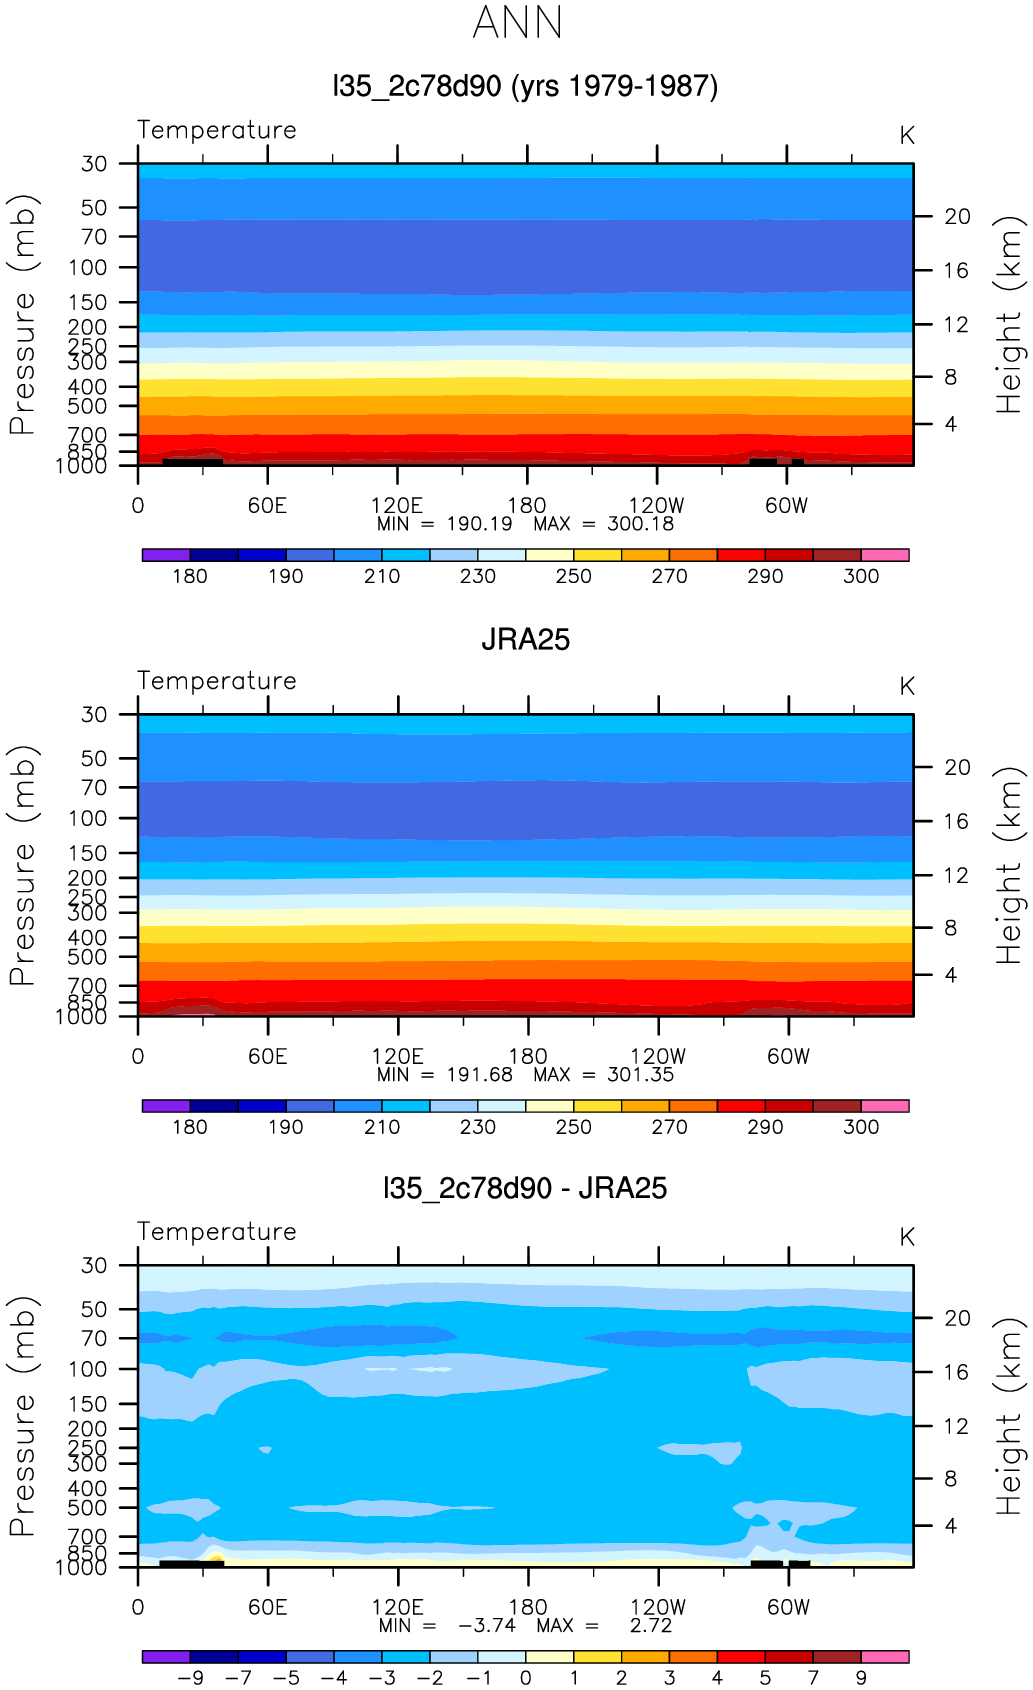 ANN
l35_2c78d90 (yrs 1979-1987)
Temperature K
30
50
70
100
150
200
250
300
400
500
700
850
1000
Pressure (mb)
20
16
12
8
4
Height (km)
0 60E 120E 180 120W 60W
MIN = 190.19 MAX = 300.18
180 190 210 230 250 270 290 300
JRA25
Temperature K
30
50
70
100
150
200
250
300
400
500
700
850
1000
Pressure (mb)
20
16
12
8
4
Height (km)
0 60E 120E 180 120W 60W
MIN = 191.68 MAX = 301.35
180 190 210 230 250 270 290 300
l35_2c78d90 - JRA25
Temperature K
30
50
70
100
150
200
250
300
400
500
700
850
1000
Pressure (mb)
20
16
12
8
4
Height (km)
0 60E 120E 180 120W 60W
MIN = -3.74 MAX = 2.72
-9 -7 -5 -4 -3 -2 -1 0 1 2 3 4 5 7 9